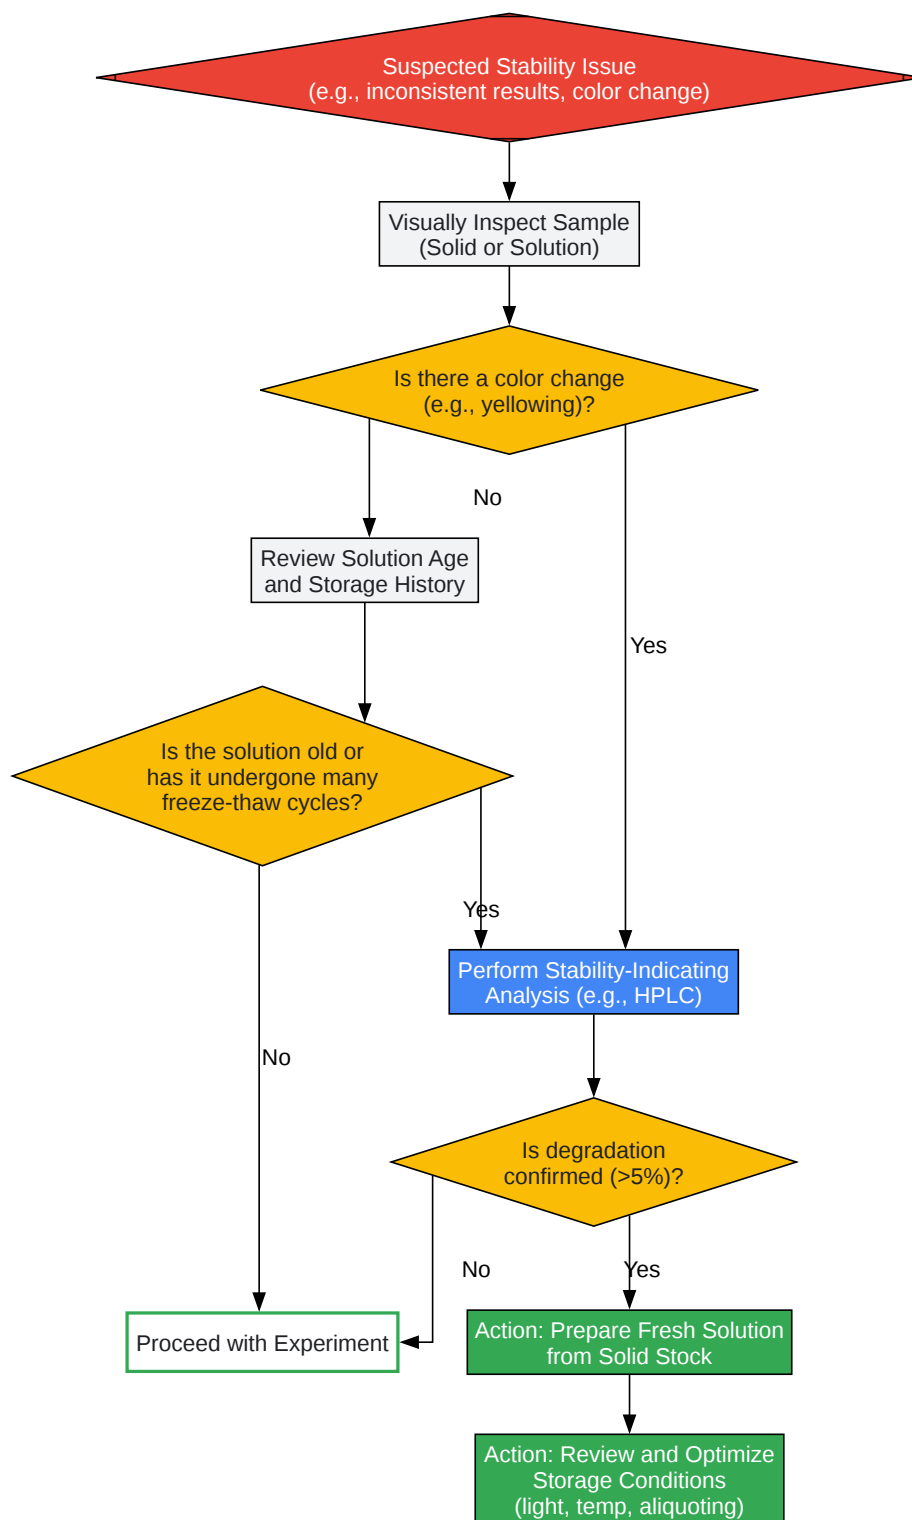 Suspected Stability Issue
(e.g., inconsistent results, color change)
Visually Inspect Sample
(Solid or Solution)
Is there a color change
(e.g., yellowing)?
No
Review Solution Age
and Storage History
Yes
Is the solution old or
has it undergone many
freeze-thaw cycles?
Yes
Perform Stability-Indicating
Analysis (e.g., HPLC)
No
Is degradation
confirmed (>5%)?
No
Yes
Proceed with Experiment
Action: Prepare Fresh Solution
from Solid Stock
Action: Review and Optimize
Storage Conditions
(light, temp, aliquoting)